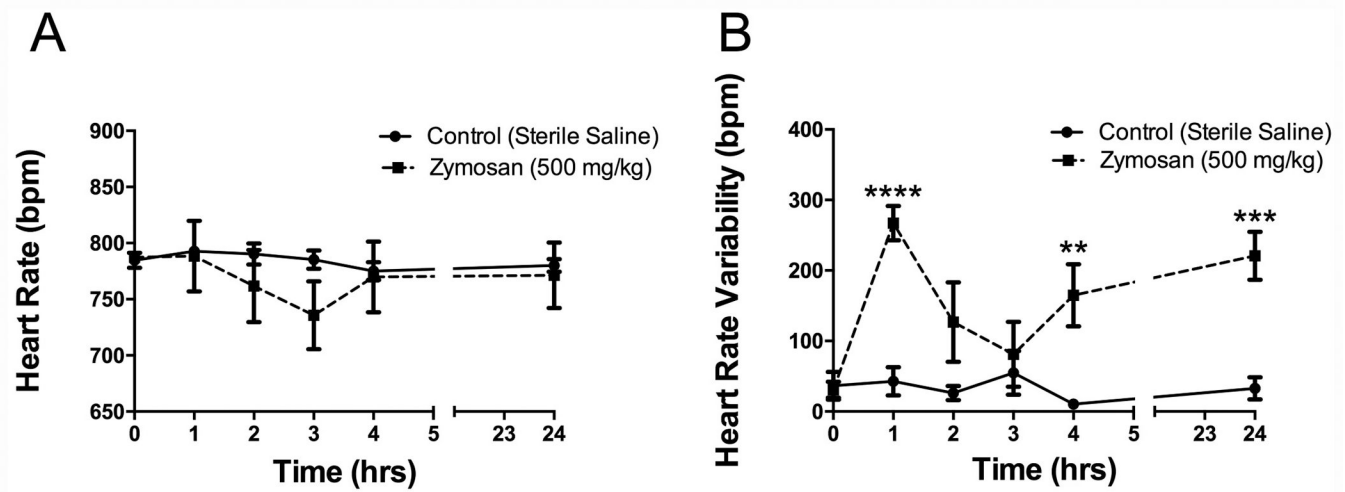 A
Heart Rate (bpm)
900
850
800
750
700
650
Control (Sterile Saline)
Zymosan (500 mg/kg)
0 1 2 3 4 5 23 24
Time (hrs)
B
Heart Rate Variability (bpm)
400
300
200
100
0
Control (Sterile Saline)
Zymosan (500 mg/kg)
****
**
***
0 1 2 3 4 5 23 24
Time (hrs)